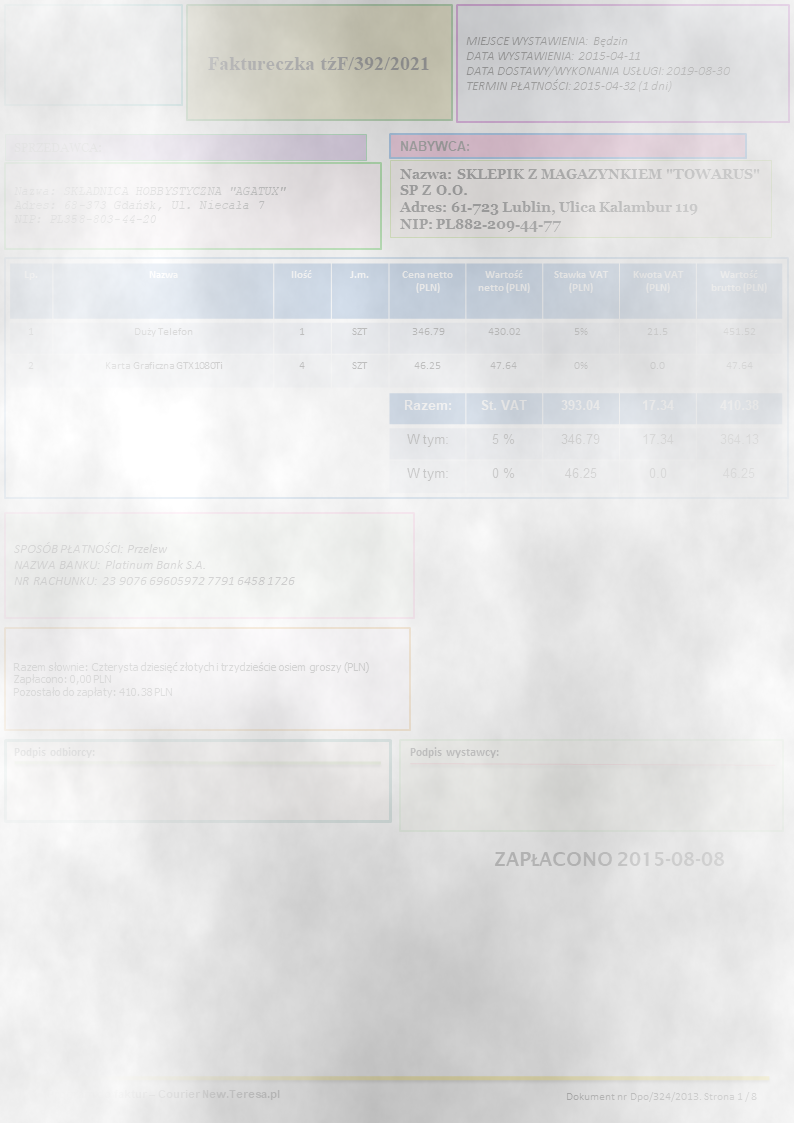 Faktureczka tźF/392/2021
MIEJSCE WYSTAWIENIA: Będzin
DATA WYSTAWIENIA: 2015-04-11
DATA DOSTAWY/WYKONANIA USŁUGI: 2019-08-30
TERMIN PŁATNOŚCI: 2015-04-32 (1 dni)
SPRZEDAWCA:
Nazwa: SKŁADNICA HOBBYSTYCZNA "AGATUX"
Adres: 65-373 Gdańsk, Ul. Niecała 7
NIP:
NABYWCA:
Nazwa: SKLEPIK Z MAGAZYNKIEM "TOWARUS"
SP Z O.O.
Adres: 61-723 Lublin, Ulica Kalambur 119
NIP: PL882-209-44-77
Lp. Nazwa Ilość J.m. Cena netto (PLN) Wartość netto (PLN) Stawka VAT (PLN) Kwota VAT (PLN) Wartość brutto (PLN)
1 Duży Telefon 1 SZT 346.79 430.02 5% 21.5 451.52
2 Karta Graficzna GTX1080Ti 4 SZT 46.25 47.64 0% 0.0 47.64
Razem: St. VAT 393.04 17.34 410.38
W tym: 5 % 346.79 17.34 364.13
W tym: 0 % 46.25 0.0 46.25
SPOSÓB PŁATNOŚCI: Przelew
NAZWA BANKU: Platinum Bank S.A.
NR RACHUNKU: 23 9076 69605972 7791 6458 1726
Razem słownie: Czterysta dziesięć złotych i trzydzieście osiem groszy (PLN)
Zapłacono: 0,00 PLN
Pozostało do zapłaty: 410.38 PLN
Podpis odbiorcy:
Podpis wystawcy:
ZAPŁACONO 2015-08-08
– CourierNew.Teresa.pl
Dokument nr Dpo/324/2013. Strona 1 / 8